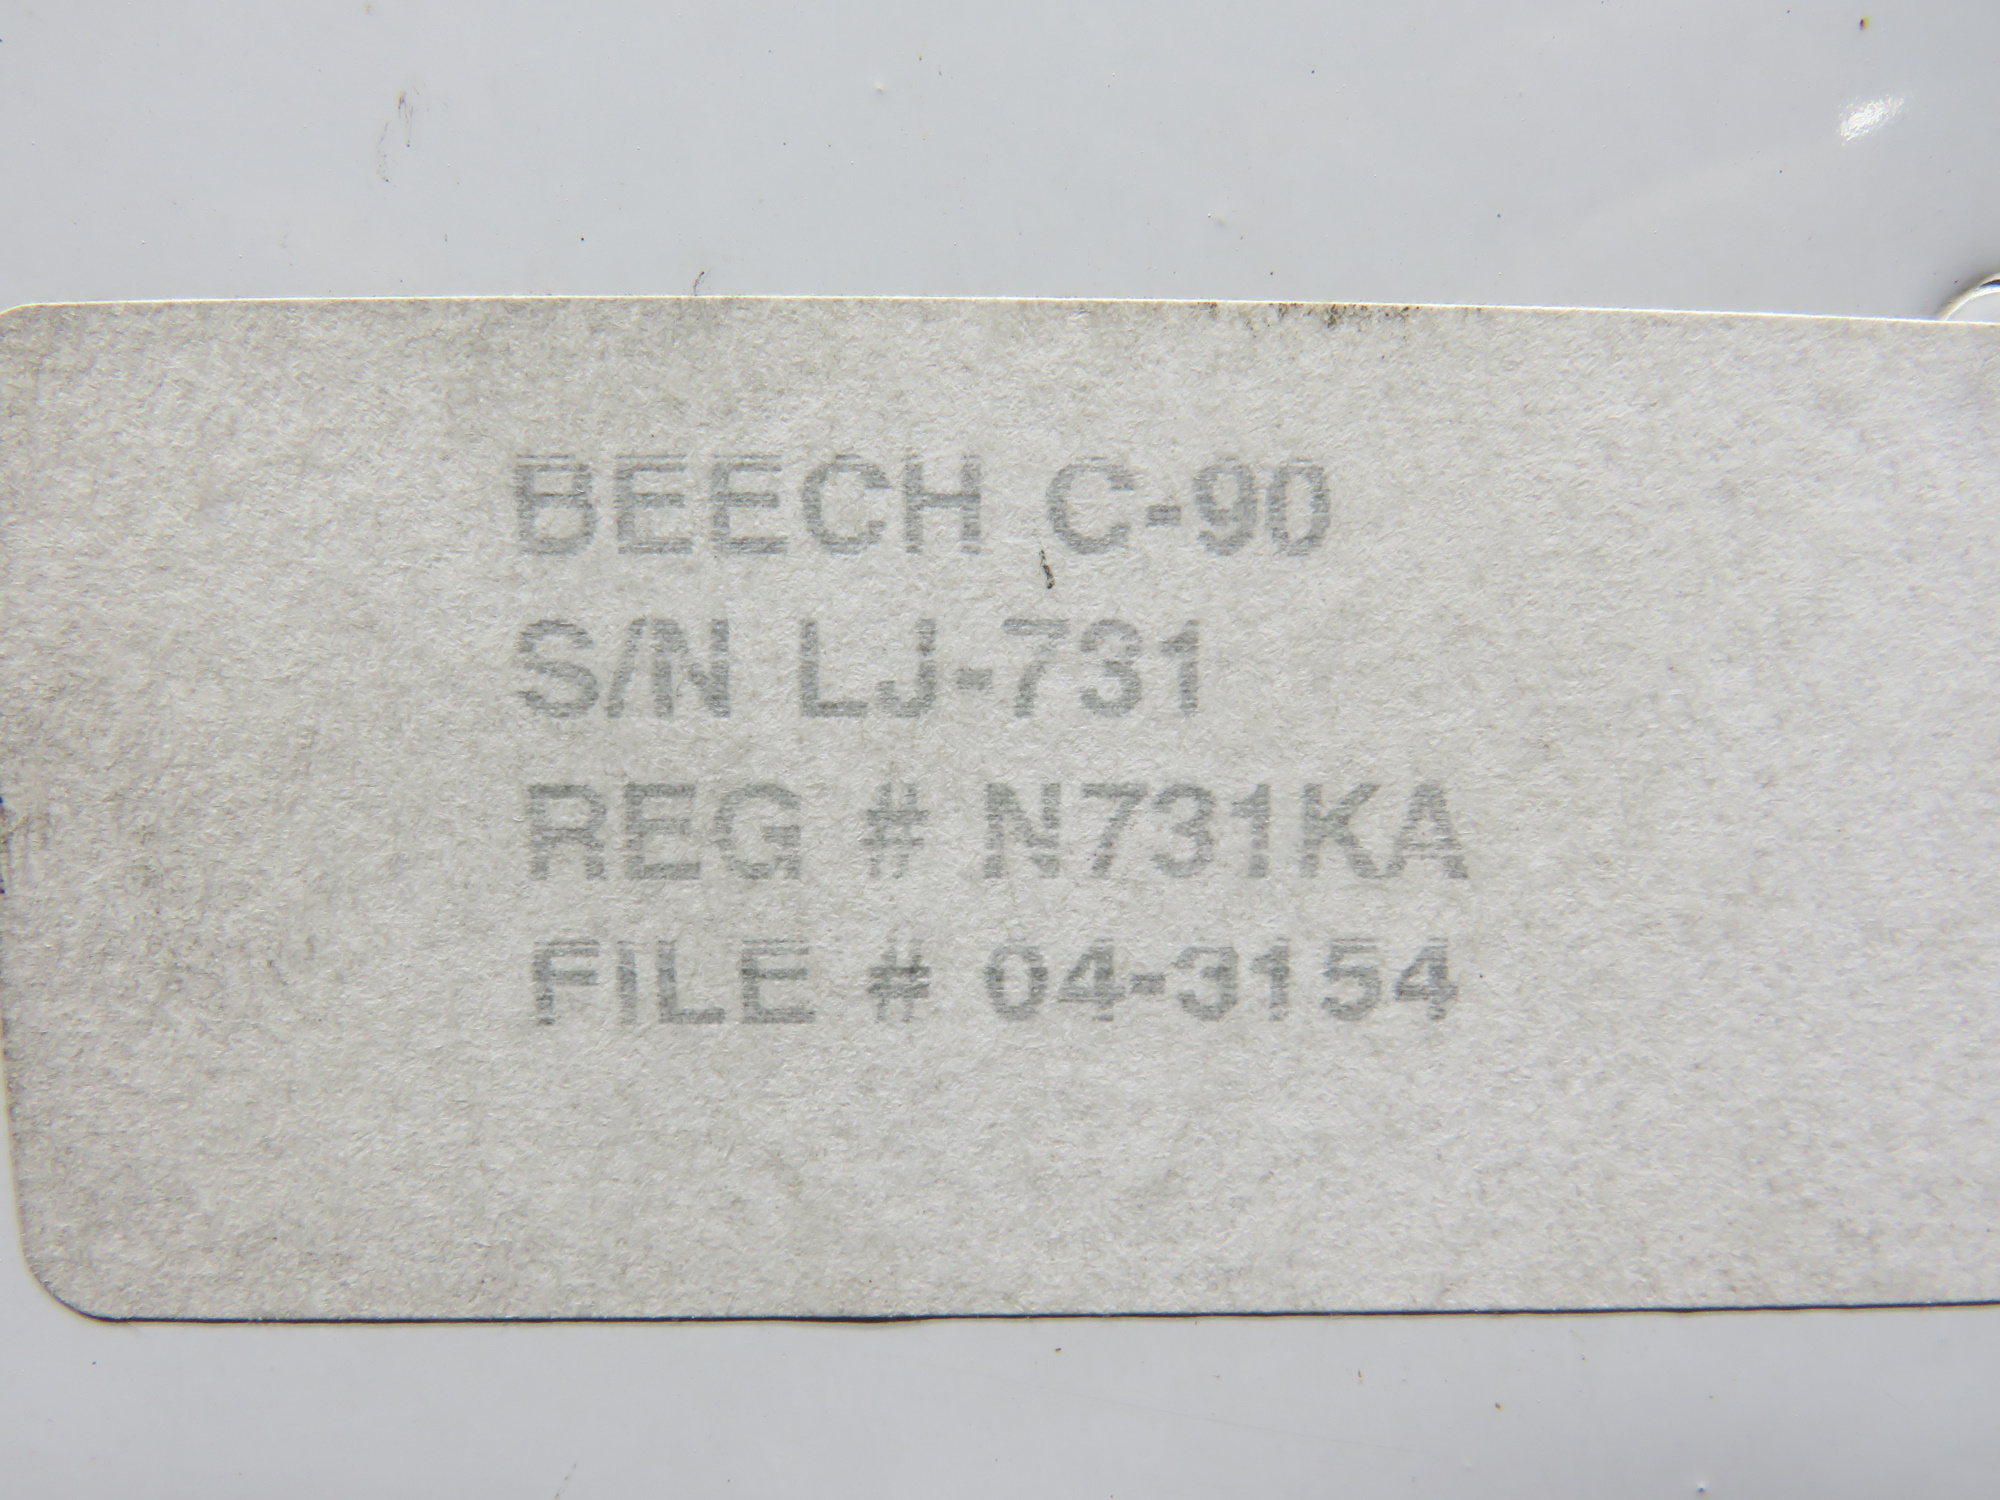 BEECH C-90
S/N LJ-731
REG # N731KA
FILE # 04-3154